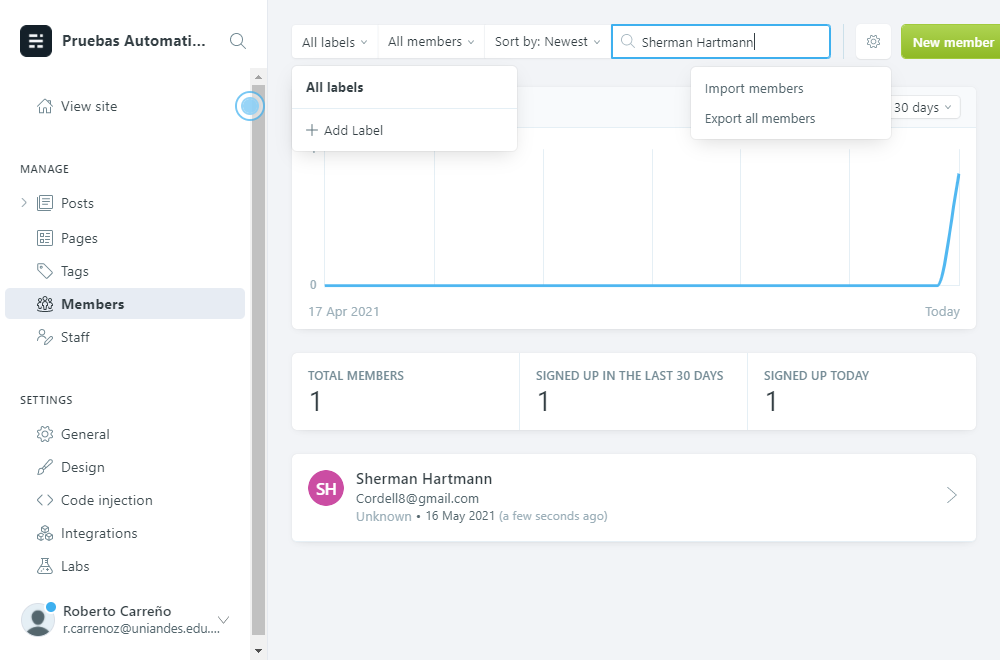 Pruebas Automati...
View site
MANAGE
Posts
Pages
Tags
Members
Staff
SETTINGS
General
Design
Code injection
Integrations
Labs
Roberto Carreño
r.carrenoz@uniandes.edu....
All labels
All members
Sort by: Newest
Sherman Hartmann
New member
All labels
Add Label
Import members
Export all members
30 days
0
17 Apr 2021
Today
TOTAL MEMBERS
1
SIGNED UP IN THE LAST 30 DAYS
1
SIGNED UP TODAY
1
SH
Sherman Hartmann
Cordell8@gmail.com
Unknown • 16 May 2021 (a few seconds ago)